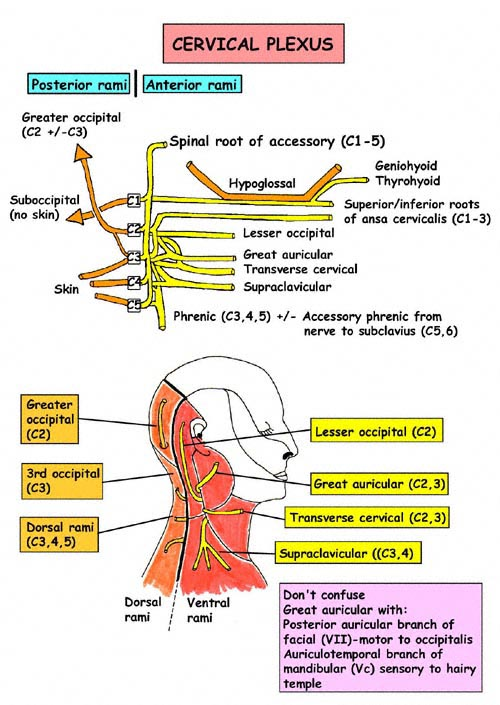 CERVICAL PLEXUS
Posterior rami
Anterior rami
Greater occipital
(C2 +/-C3)
Spinal root of accessory (C1-5)
Geniohyoid
Thyrohyoid
Hypoglossal
Suboccipital
(no skin)
C1
Superior/inferior roots
of ansa cervicalis (C1-3)
C2
Lesser occipital
C3
Great auricular
Transverse cervical
Skin
C4
Supraclavicular
C5
Phrenic (C3,4,5) +/- Accessory phrenic from
nerve to subclavius (C5,6)
Greater
occipital
(C2)
Lesser occipital (C2)
3rd occipital
(C3)
Great auricular (C2,3)
Dorsal rami
(C3,4,5)
Transverse cervical (C2,3)
Supraclavicular ((C3,4)
Dorsal
rami
Ventral
rami
Don't confuse
Great auricular with:
Posterior auricular branch of
facial (VII)-motor to occipitalis
Auriculotemporal branch of
mandibular (Vc) sensory to hairy
temple